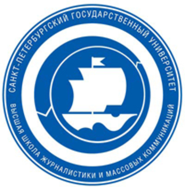 САНКТ-ПЕТЕРБУРГСКИЙ ГОСУДАРСТВЕННЫЙ УНИВЕРСИТЕТ
ВЫСШАЯ ШКОЛА ЖУРНАЛИСТИКИ И МАССОВЫХ КОММУНИКАЦИЙ